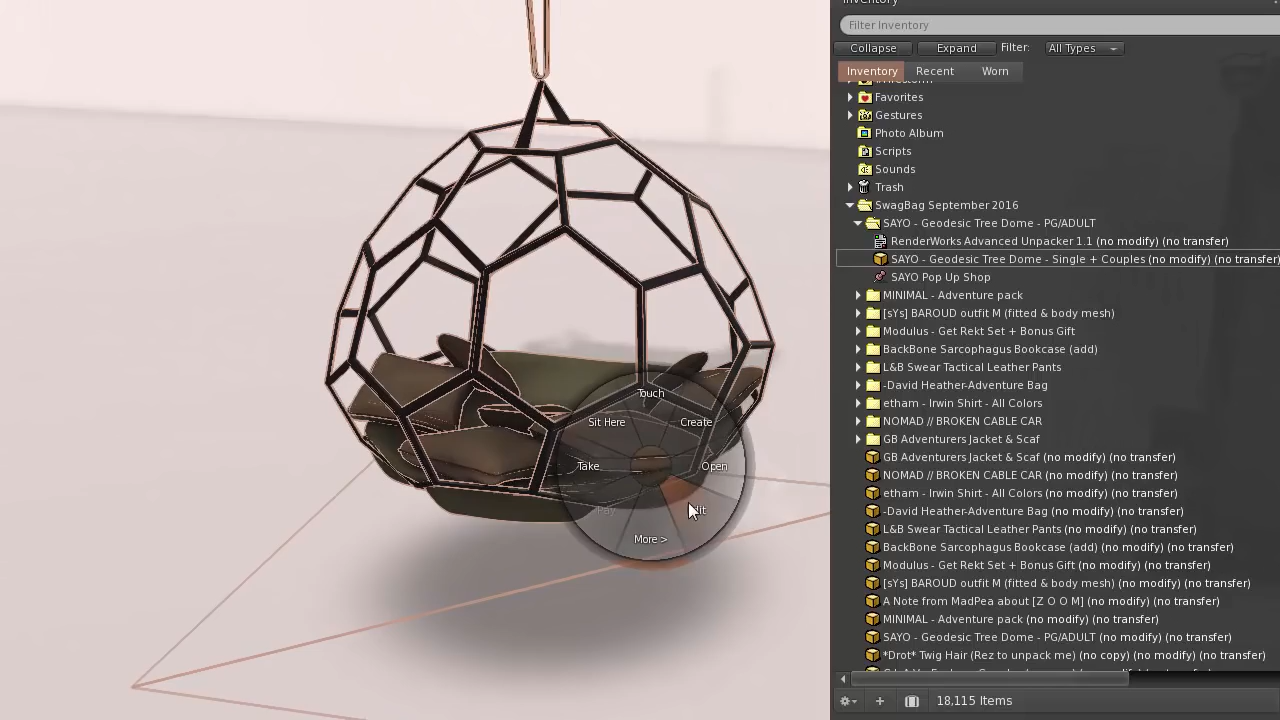 Inventory
Filter Inventory
Collapse Expand Filter: All Types
Inventory Recent Worn
Favorites
Gestures
Photo Album
Scripts
Sounds
Trash
SwagBag September 2016
SAYO - Geodesic Tree Dome - PG/ADULT
RenderWorks Advanced Unpacker 1.1 (no modify) (no transfer)
SAYO - Geodesic Tree Dome - Single + Couples (no modify) (no transfer)
SAYO Pop Up Shop
MINIMAL - Adventure pack
[sYs] BAROUD outfit M (fitted & body mesh)
Modulus - Get Rekt Set + Bonus Gift
BackBone Sarcophagus Bookcase (add)
L&B Swear Tactical Leather Pants
-David Heather-Adventure Bag
etham - Irwin Shirt - All Colors
NOMAD // BROKEN CABLE CAR
GB Adventurers Jacket & Scaf
GB Adventurers Jacket & Scaf (no modify) (no transfer)
NOMAD // BROKEN CABLE CAR (no modify) (no transfer)
etham - Irwin Shirt - All Colors (no modify) (no transfer)
-David Heather-Adventure Bag (no modify) (no transfer)
L&B Swear Tactical Leather Pants (no modify) (no transfer)
BackBone Sarcophagus Bookcase (add) (no modify) (no transfer)
Modulus - Get Rekt Set + Bonus Gift (no modify) (no transfer)
[sYs] BAROUD outfit M (fitted & body mesh) (no modify) (no transfer)
A Note from MadPea about [Z O O M] (no modify) (no transfer)
MINIMAL - Adventure pack (no modify) (no transfer)
SAYO - Geodesic Tree Dome - PG/ADULT (no modify) (no transfer)
*Drot* Twig Hair (Rez to unpack me) (no copy) (no modify) (no transfer)
18,115 Items
Touch
Sit Here Create
Take Open
Pay
More >